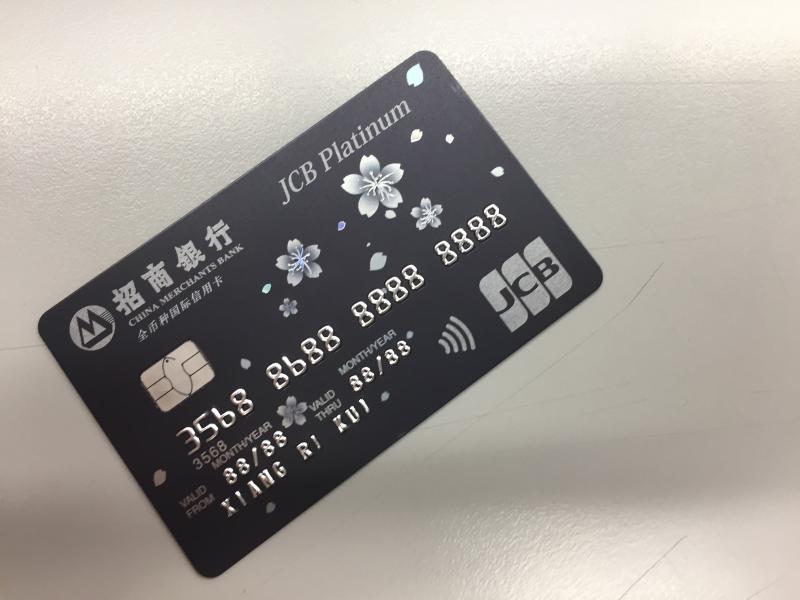 JCB Platinum
招商銀行
CHINA MERCHANTS BANK
全币种国际信用卡
3568 8688 8888 8888
3568
MONTH/YEAR MONTH/YEAR
VALID FROM 88/88 VALID THRU 88/88
XIANG RI KUI
JCB